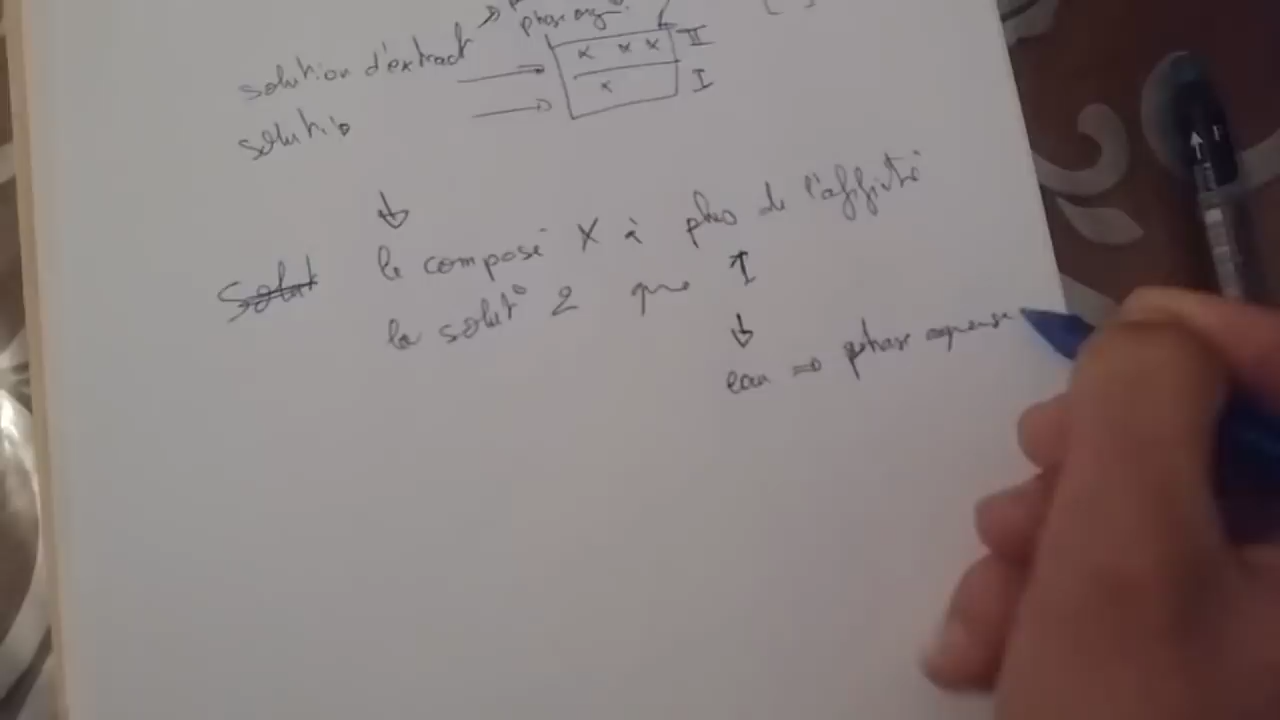 phase org.
solution d'extract
x x x II
x I
solutio
le composé X à plus de l'affinité
Solut
la solut° 2 que I
eau => phase aqueuse